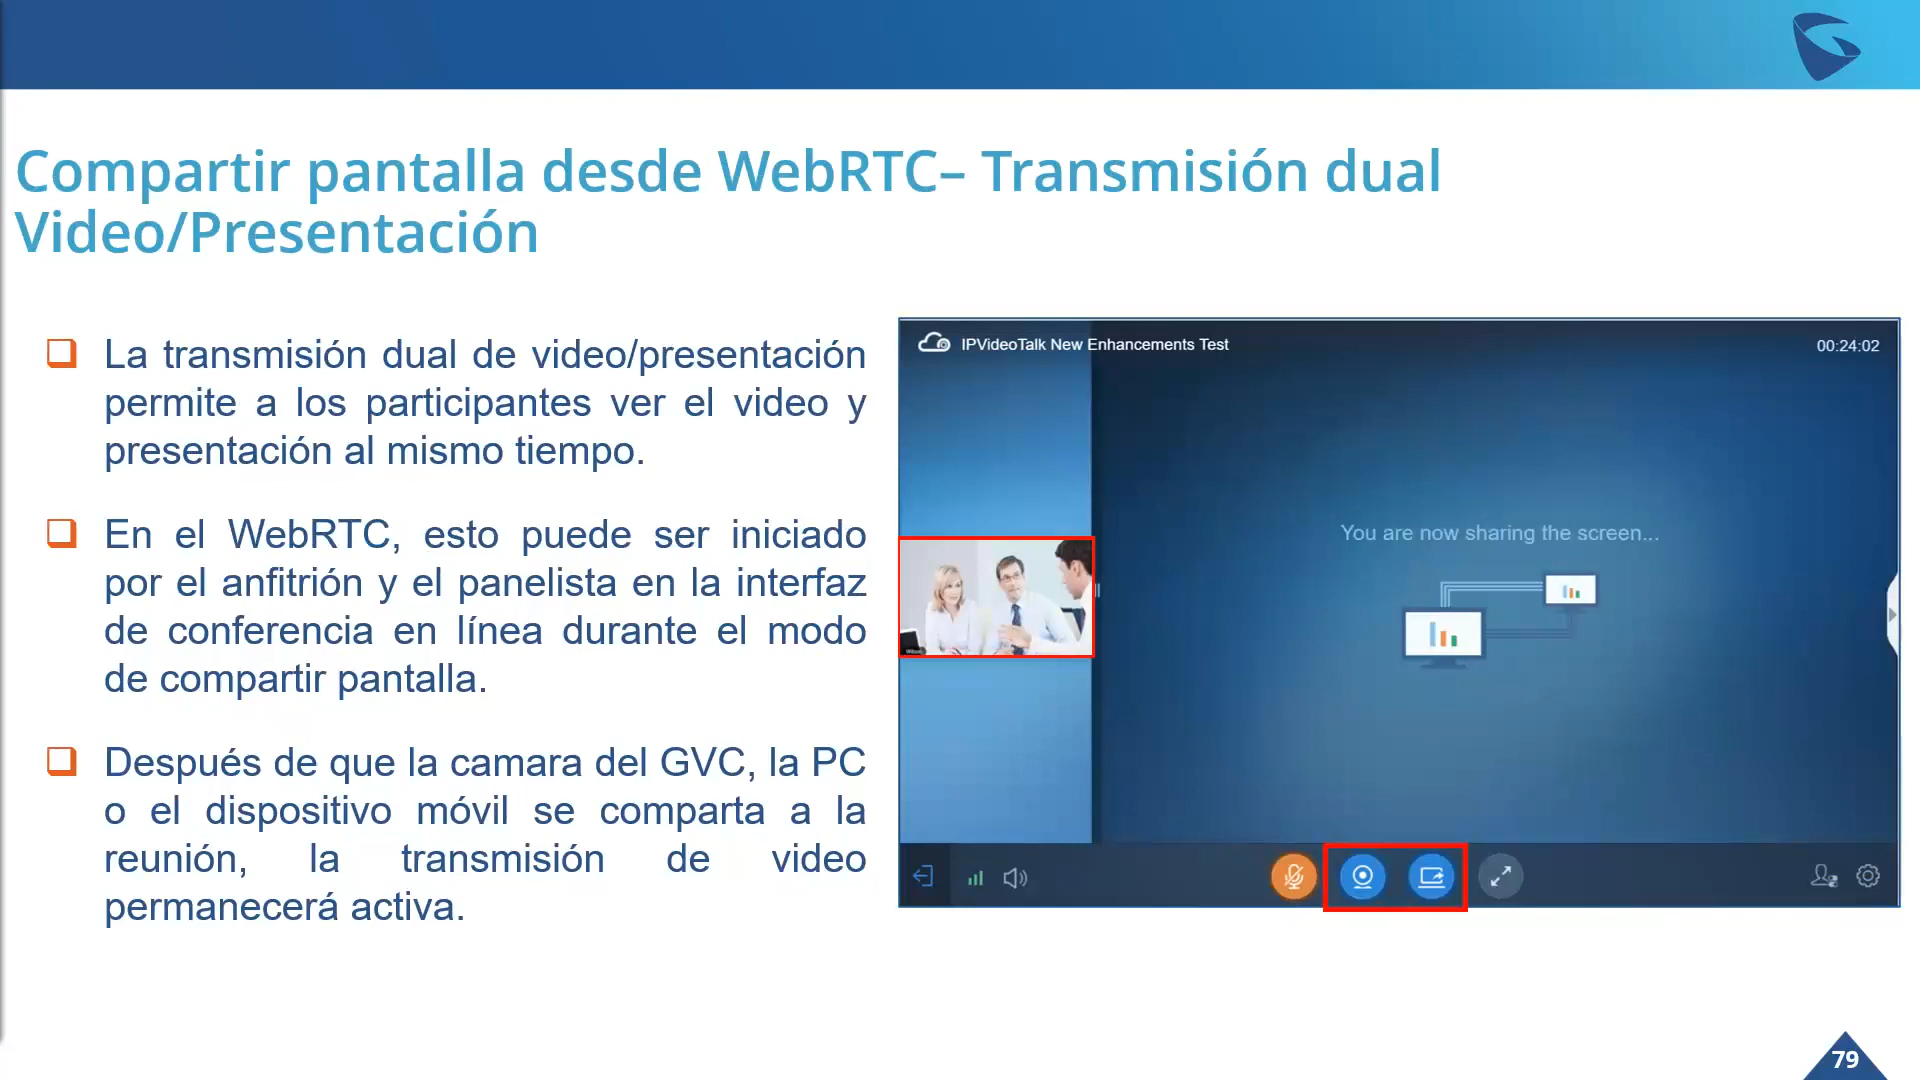 Compartir pantalla desde WebRTC– Transmisión dual
Video/Presentación
La transmisión dual de video/presentación
permite a los participantes ver el video y
presentación al mismo tiempo.
En el WebRTC, esto puede ser iniciado
por el anfitrión y el panelista en la interfaz
de conferencia en línea durante el modo
de compartir pantalla.
Después de que la camara del GVC, la PC
o el dispositivo móvil se comparta a la
reunión, la transmisión de video
permanecerá activa.
IPVideoTalk New Enhancements Test
00:24:02
You are now sharing the screen...
79